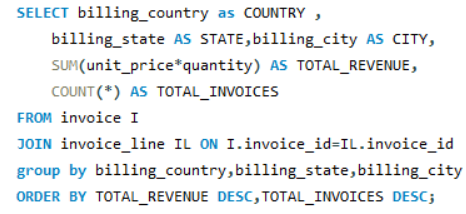 SELECT billing_country as COUNTRY ,
billing_state AS STATE,billing_city AS CITY,
SUM(unit_price*quantity) AS TOTAL_REVENUE,
COUNT(*) AS TOTAL_INVOICES
FROM invoice I
JOIN invoice_line IL ON I.invoice_id=IL.invoice_id
group by billing_country,billing_state,billing_city
ORDER BY TOTAL_REVENUE DESC,TOTAL_INVOICES DESC;